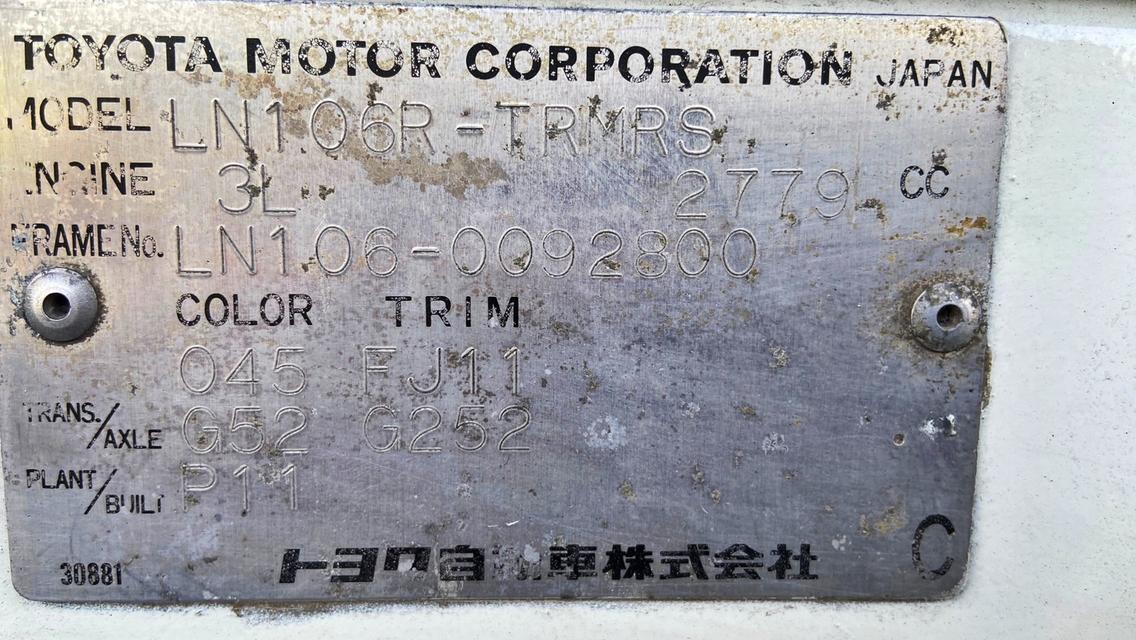 TOYOTA MOTOR CORPORATION JAPAN
MODEL LN106R-TRMRS
ENGINE 3L 2779 CC
FRAME No. LN106-0092800
COLOR TRIM
045 FJ11
TRANS./AXLE G52 G252
PLANT/BUILT P11
30881 トヨタ自動車株式会社 C